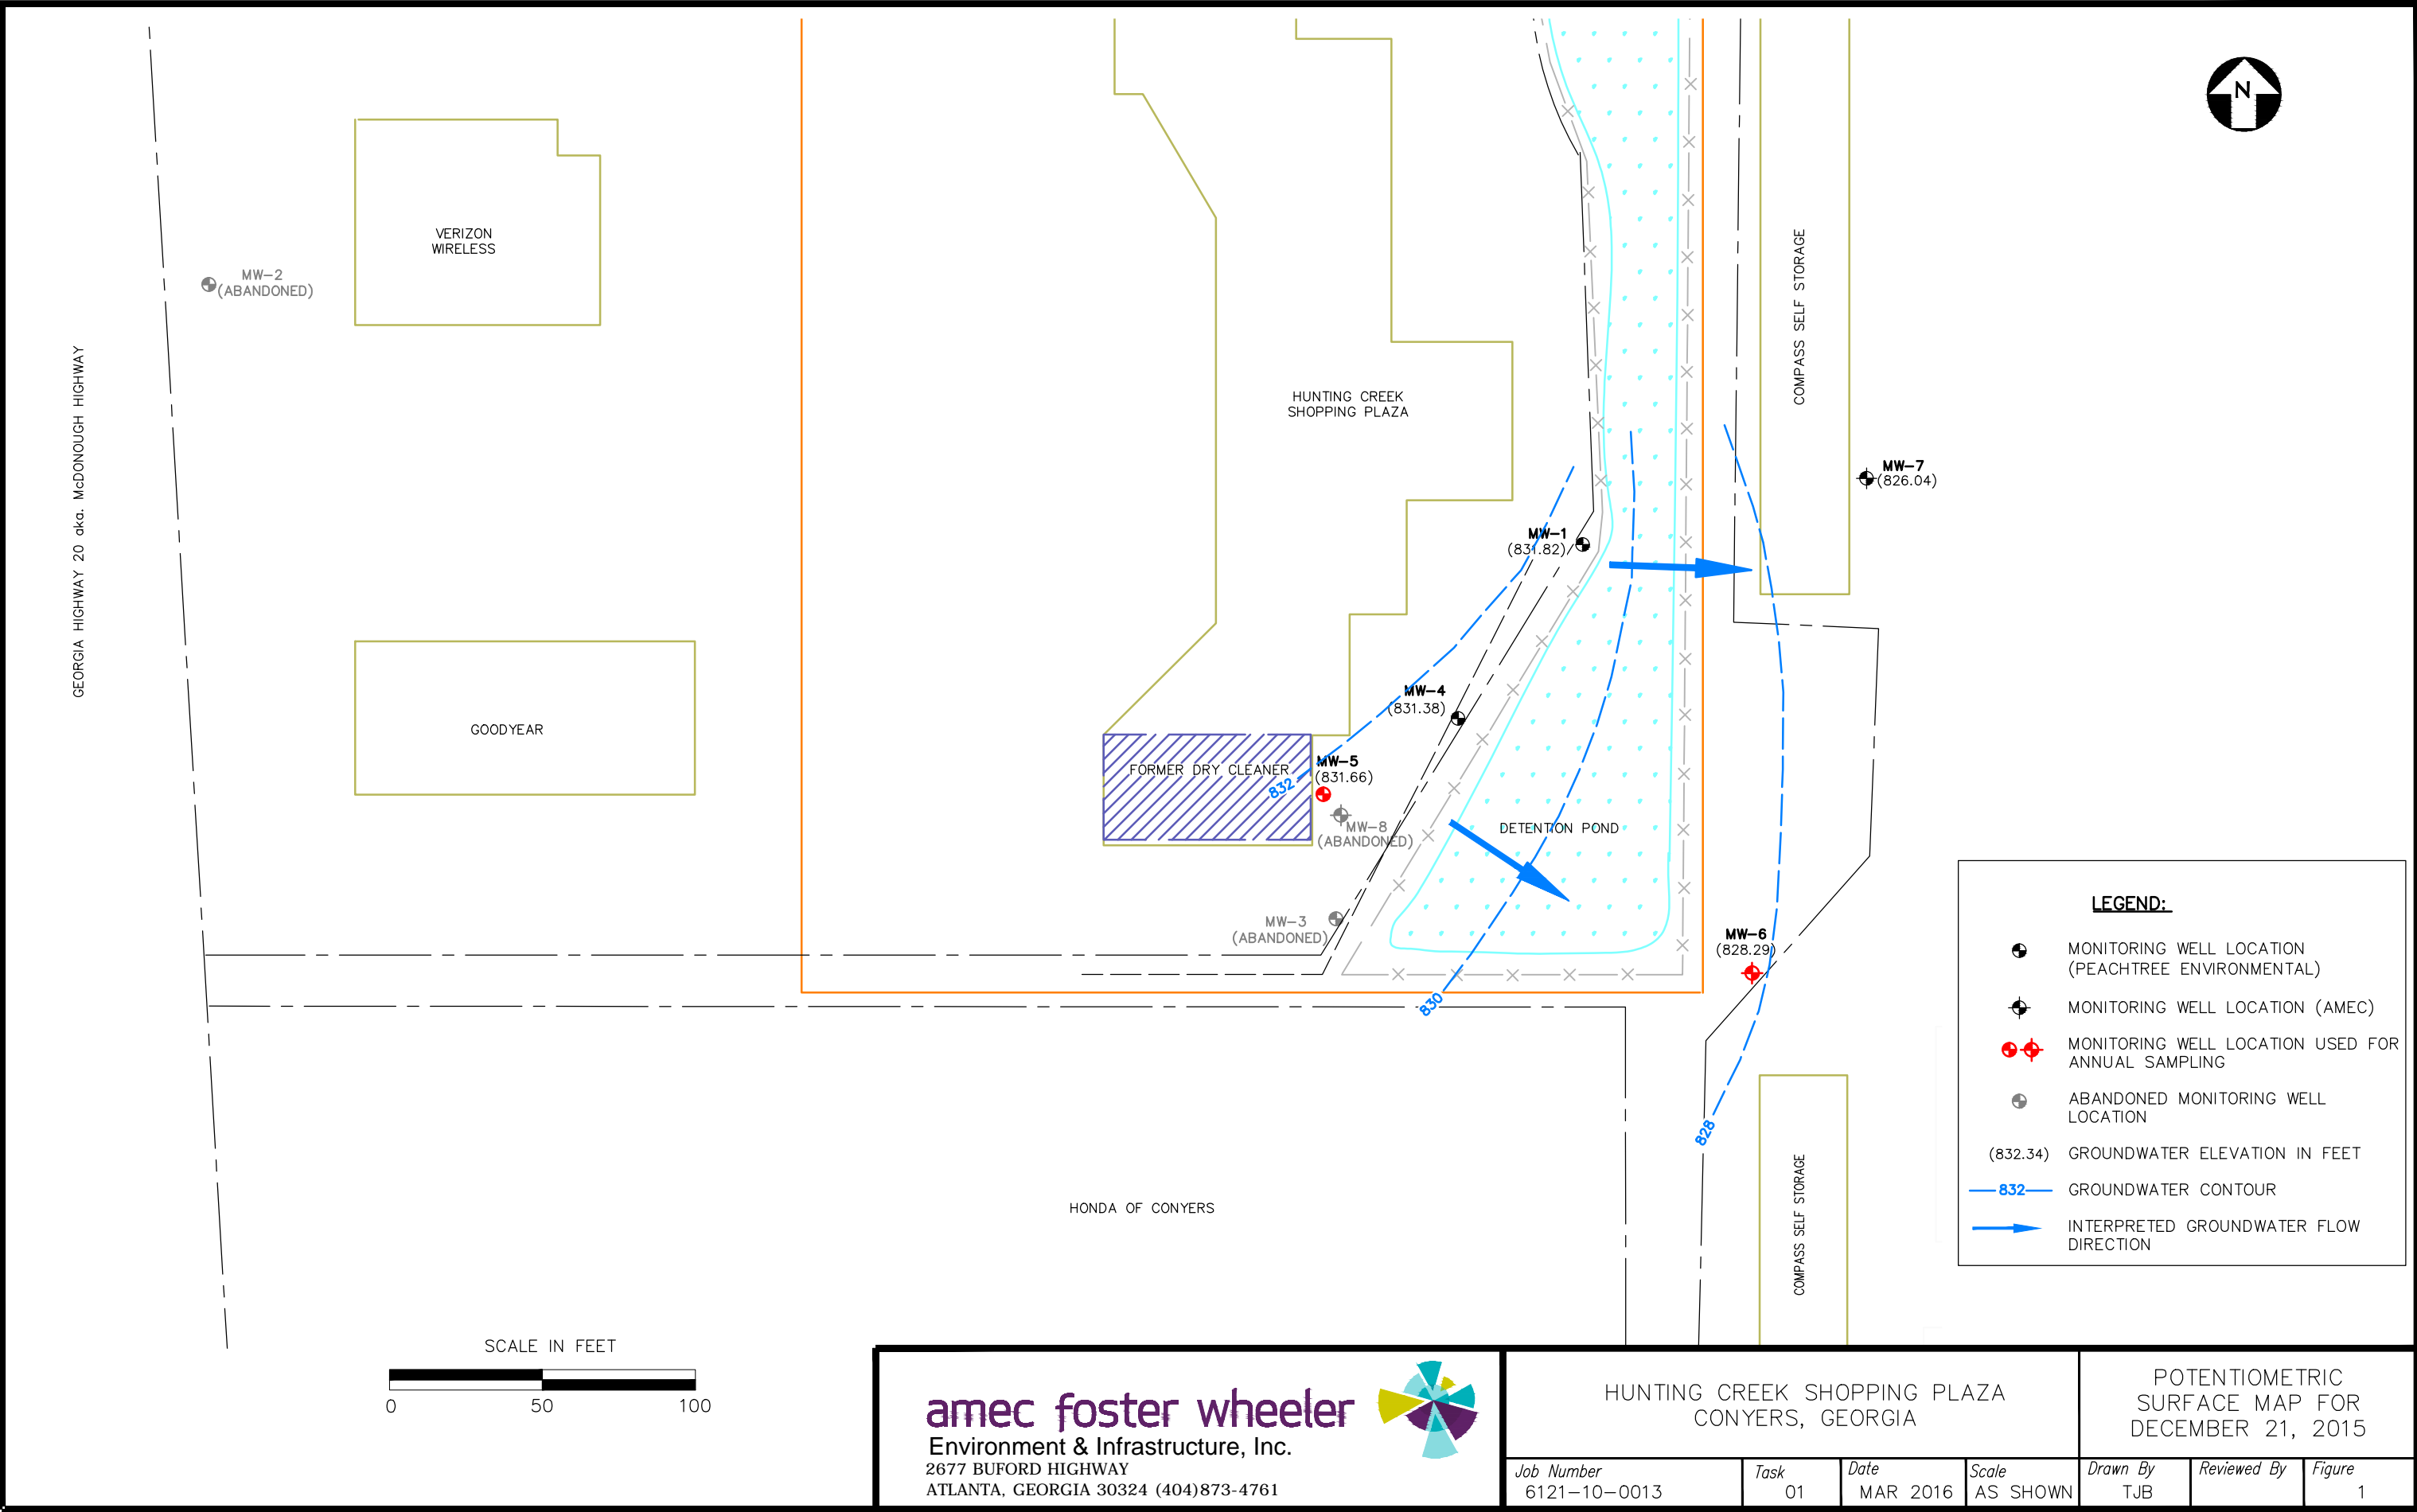 N
VERIZON
WIRELESS
MW-2
(ABANDONED)
GEORGIA HIGHWAY 20 aka. McDONOUGH HIGHWAY
COMPASS SELF STORAGE
HUNTING CREEK
SHOPPING PLAZA
MW-7
(826.04)
MW-1
(831.82)
MW-4
(831.38)
GOODYEAR
FORMER DRY CLEANER
832
MW-5
(831.66)
MW-8
(ABANDONED)
DETENTION POND
MW-3
(ABANDONED)
MW-6
(828.29)
830
828
HONDA OF CONYERS
COMPASS SELF STORAGE
LEGEND:
MONITORING WELL LOCATION
(PEACHTREE ENVIRONMENTAL)
MONITORING WELL LOCATION (AMEC)
MONITORING WELL LOCATION USED FOR
ANNUAL SAMPLING
ABANDONED MONITORING WELL
LOCATION
(832.34) GROUNDWATER ELEVATION IN FEET
832 GROUNDWATER CONTOUR
INTERPRETED GROUNDWATER FLOW
DIRECTION
SCALE IN FEET
0 50 100
amec foster wheeler
Environment & Infrastructure, Inc.
2677 BUFORD HIGHWAY
ATLANTA, GEORGIA 30324 (404)873-4761
HUNTING CREEK SHOPPING PLAZA
CONYERS, GEORGIA
POTENTIOMETRIC
SURFACE MAP FOR
DECEMBER 21, 2015
Job Number
6121-10-0013
Task
01
Date
MAR 2016
Scale
AS SHOWN
Drawn By
TJB
Reviewed By
Figure
1